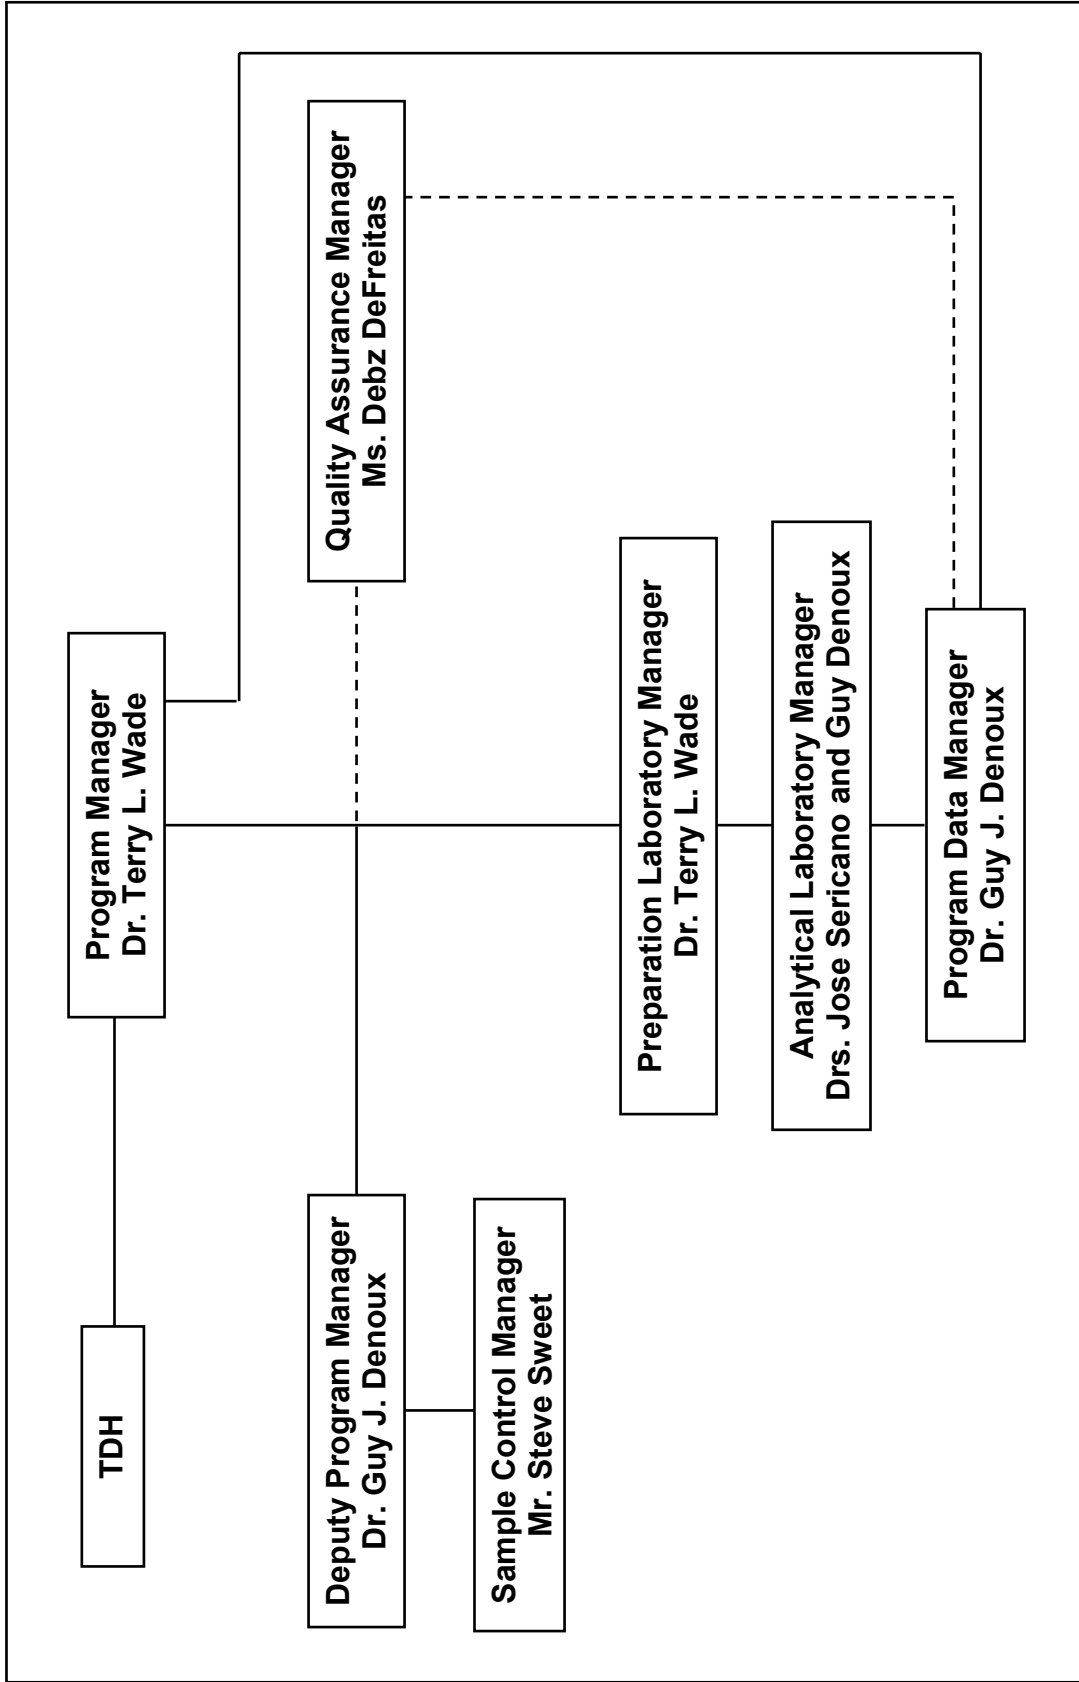 TDH
Program Manager
Dr. Terry L. Wade
Deputy Program Manager
Dr. Guy J. Denoux
Quality Assurance Manager
Ms. Debz DeFreitas
Sample Control Manager
Mr. Steve Sweet
Preparation Laboratory Manager
Dr. Terry L. Wade
Analytical Laboratory Manager
Drs. Jose Sericano and Guy Denoux
Program Data Manager
Dr. Guy J. Denoux